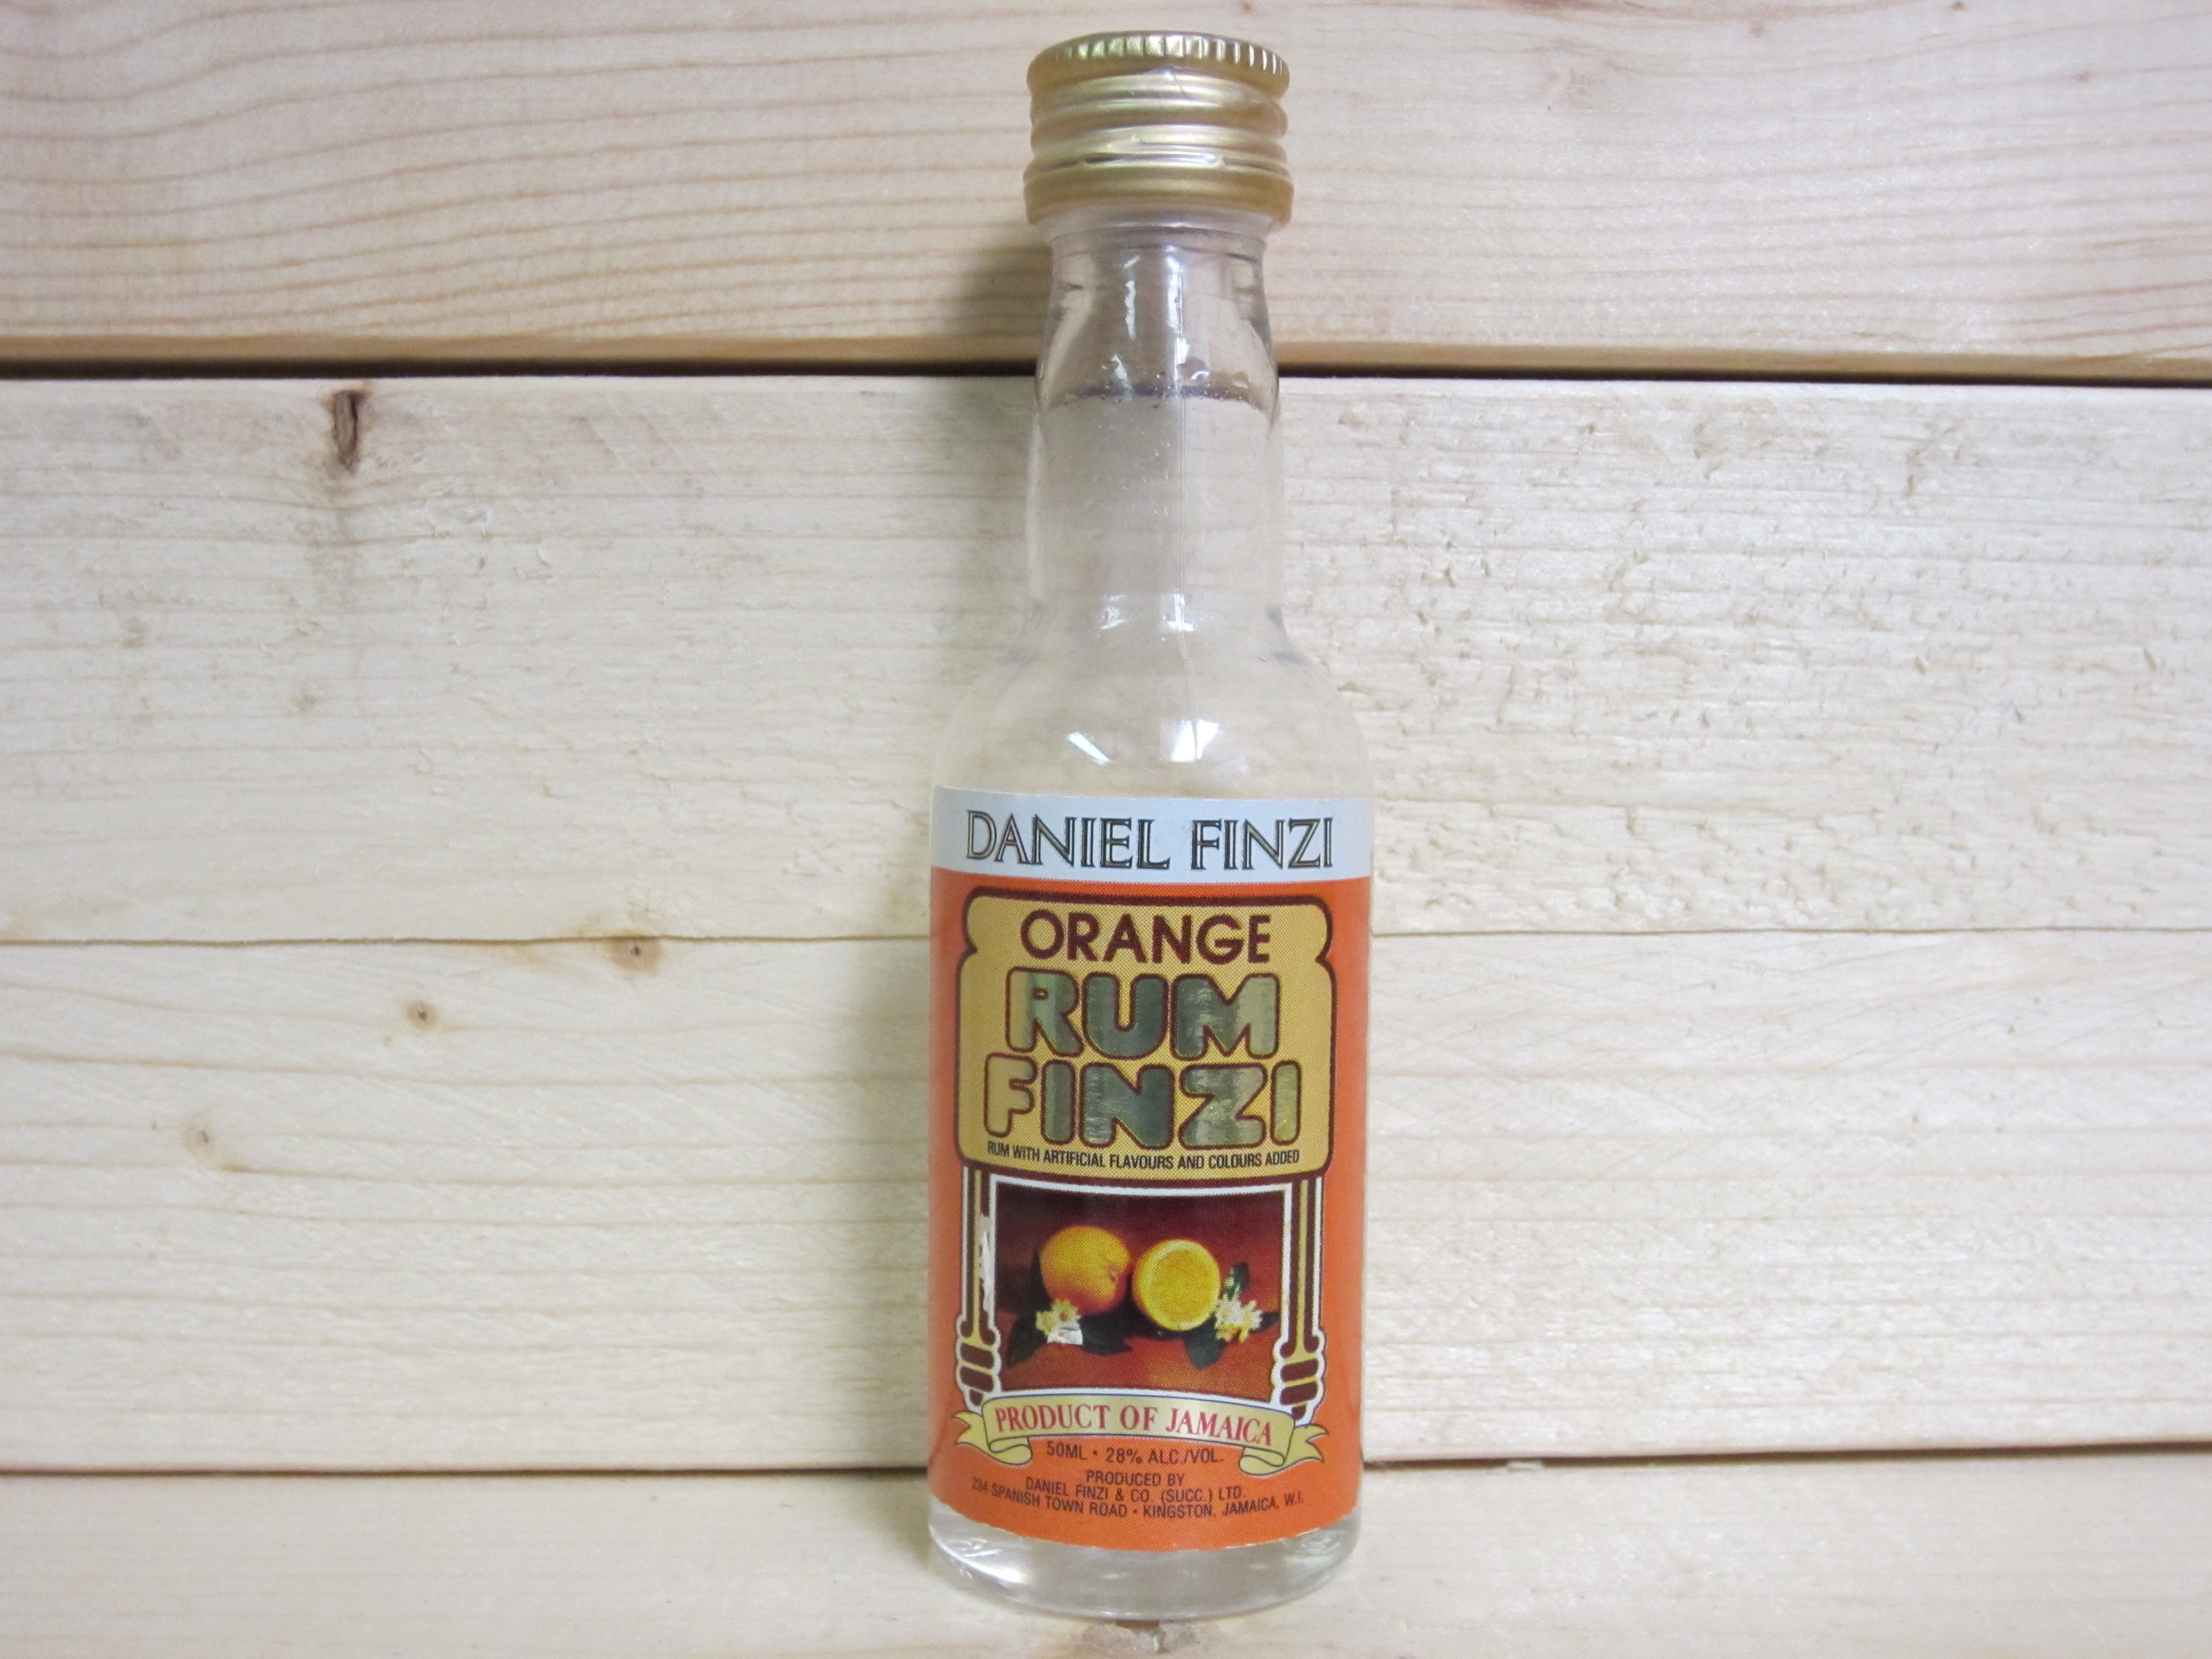 DANIEL FINZI
ORANGE
RUM
FINZI
RUM WITH ARTIFICIAL FLAVOURS AND COLOURS ADDED
PRODUCT OF JAMAICA
50ML • 28% ALC./VOL.
PRODUCED BY
DANIEL FINZI & CO. (SUCC.) LTD.
234 SPANISH TOWN ROAD • KINGSTON, JAMAICA, W.I.